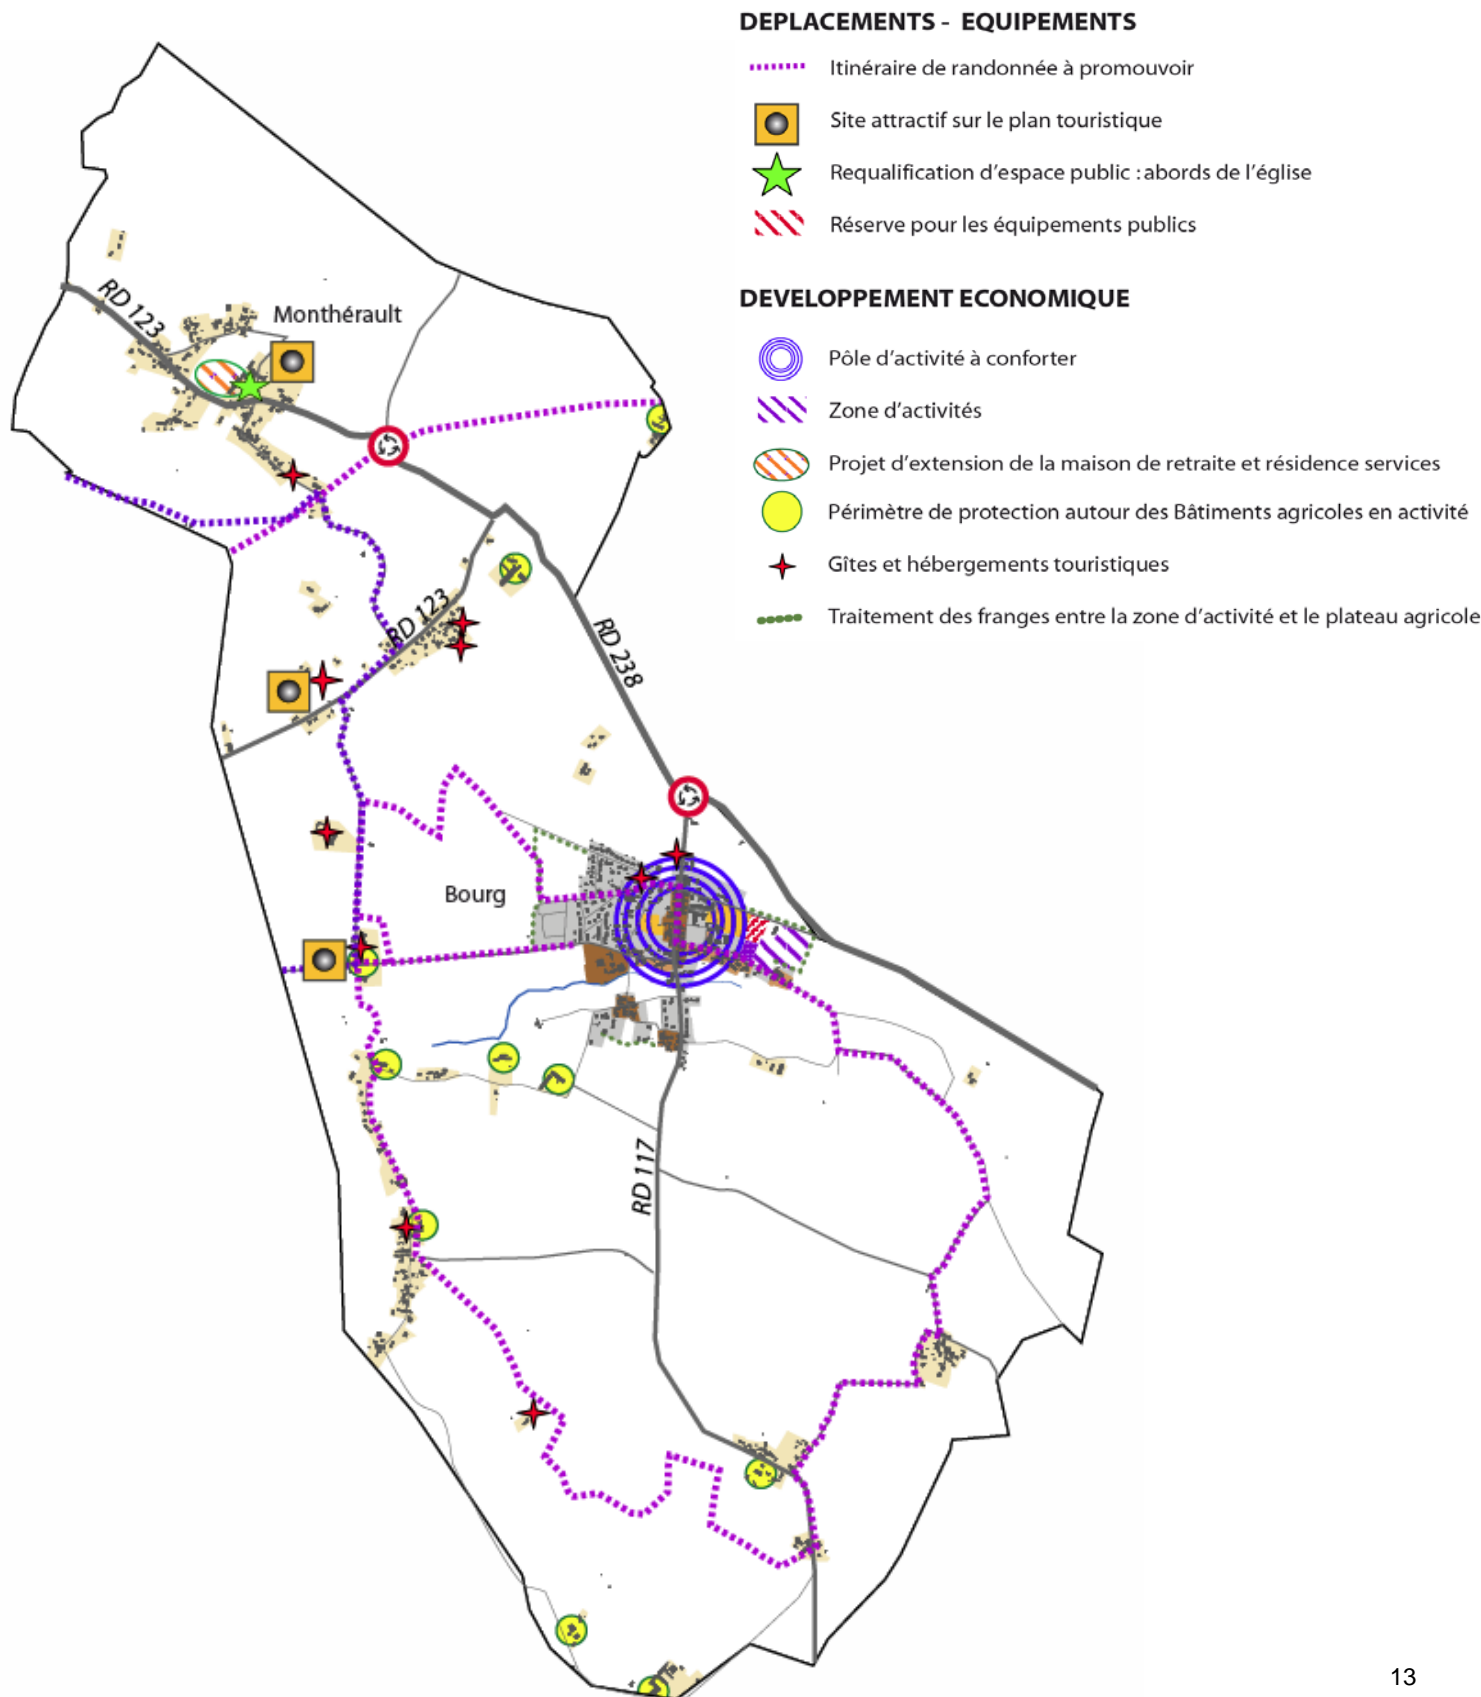 DEPLACEMENTS - EQUIPEMENTS
Itinéraire de randonnée à promouvoir
Site attractif sur le plan touristique
Requalification d'espace public : abords de l'église
Réserve pour les équipements publics
DEVELOPPEMENT ECONOMIQUE
Pôle d'activité à conforter
Zone d'activités
Projet d'extension de la maison de retraite et résidence services
Périmètre de protection autour des Bâtiments agricoles en activité
Gîtes et hébergements touristiques
Traitement des franges entre la zone d'activité et le plateau agricole
RD 123
Monthérault
RD 123
RD 238
Bourg
RD 117
13